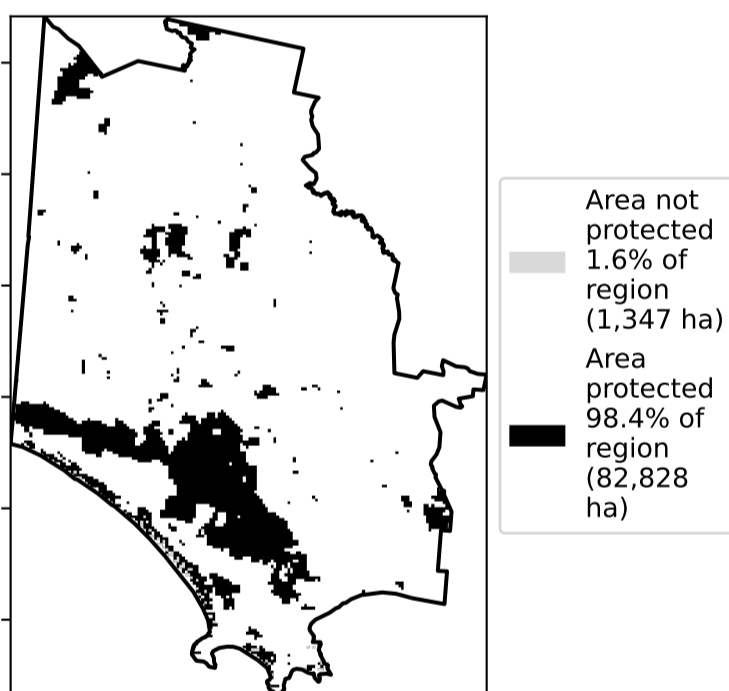 Area not
protected
1.6% of
region
(1,347 ha)
Area
protected
98.4% of
region
(82,828
ha)